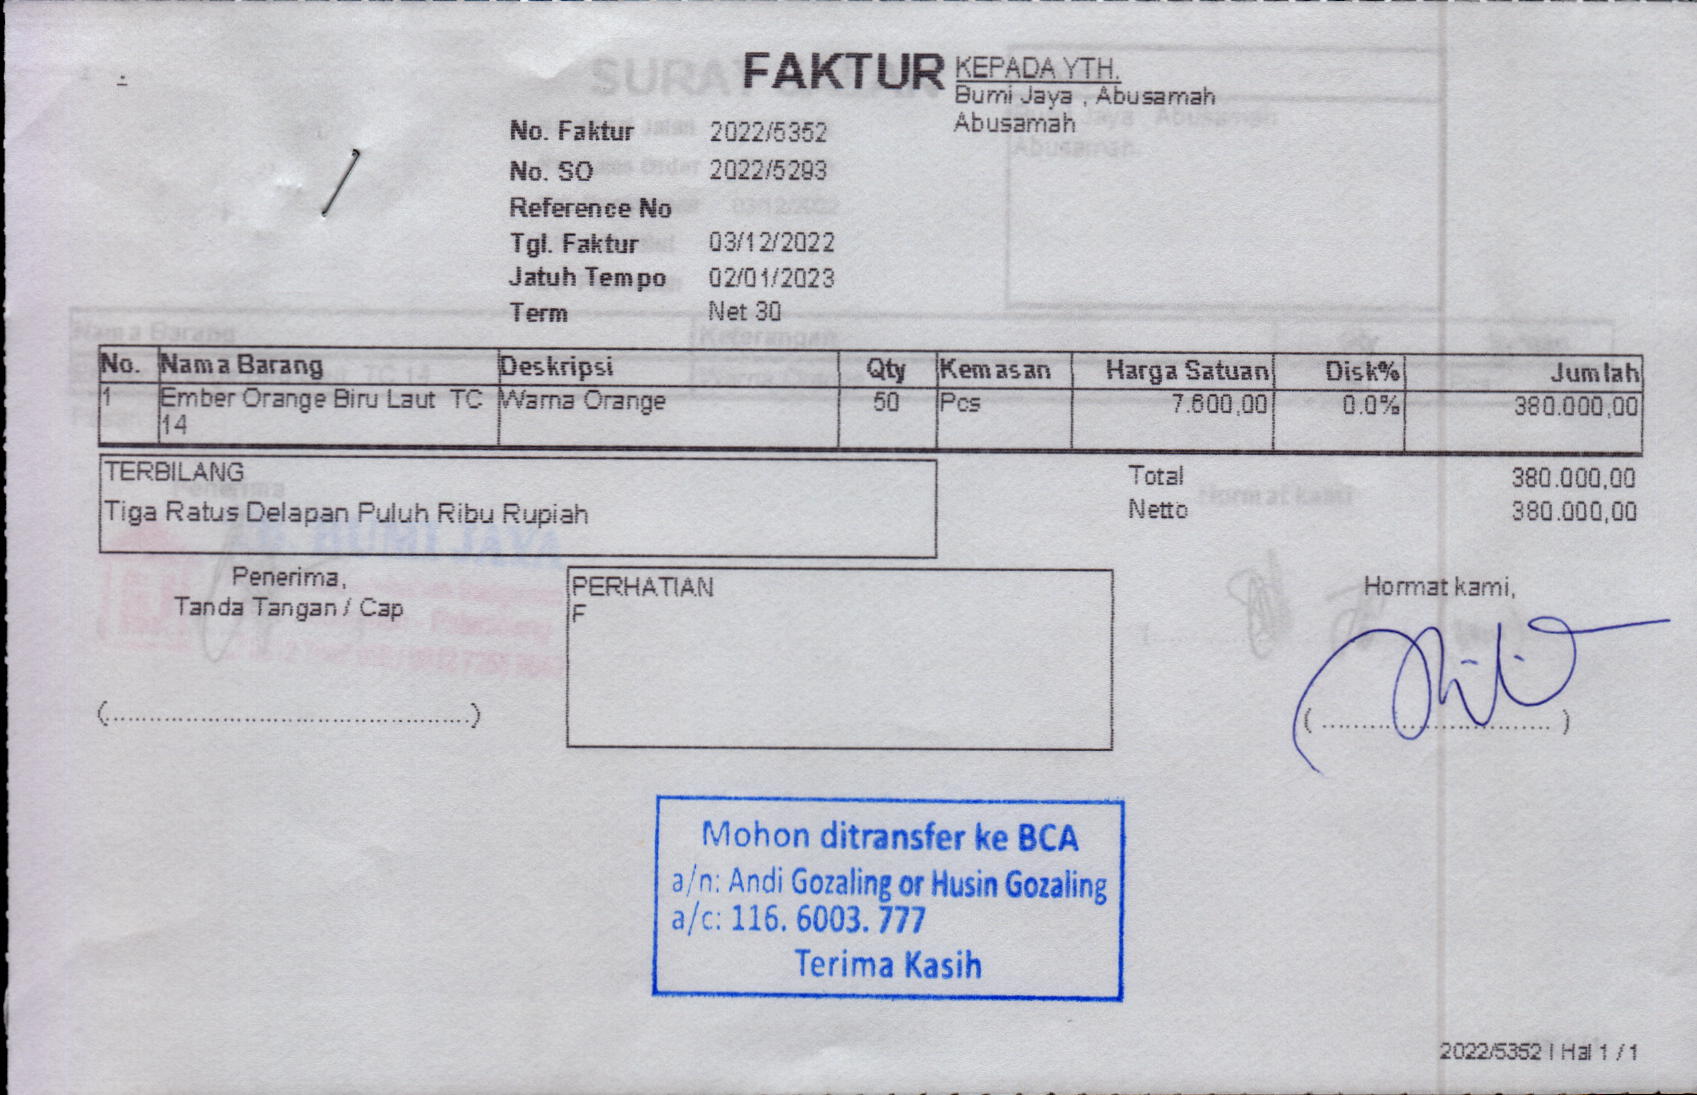 FAKTUR
KEPADA YTH.
Bumi Jaya , Abusamah
Abusamah
No. Faktur 2022/5352
No. SO 2022/5293
Reference No
Tgl. Faktur 03/12/2022
Jatuh Tempo 02/01/2023
Term Net 30
No. Nama Barang Deskripsi Qty Kemasan Harga Satuan Disk% Jumlah
1 Ember Orange Biru Laut TC Warna Orange 50 Pcs 7.600,00 0.0% 380.000,00
14
TERBILANG
Tiga Ratus Delapan Puluh Ribu Rupiah
Total 380.000,00
Netto 380.000,00
Penerima,
Tanda Tangan / Cap
(................................................)
PERHATIAN
F
Hormat kami,
( ................................ )
Mohon ditransfer ke BCA
a/n: Andi Gozaling or Husin Gozaling
a/c: 116. 6003. 777
Terima Kasih
2022/5352 | Hal 1 / 1